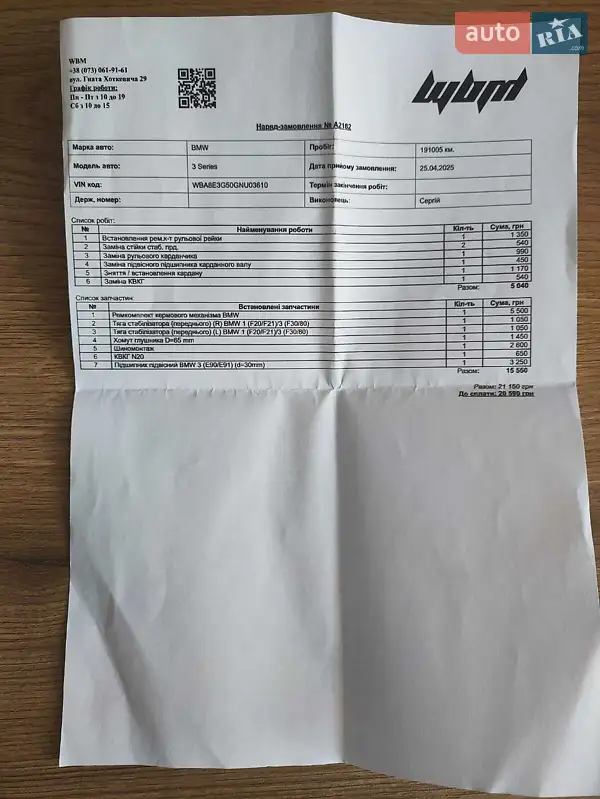 auto RIA .com
WBM
+38 (073) 061-91-61
вул. Гната Хоткевича 29
Графік роботи:
Пн - Пт з 10 до 19
Сб з 10 до 15
wbm
Наряд-замовлення № А2182
Марка авто: BMW Пробіг: 191005 км.
Модель авто: 3 Series Дата прийому замовлення: 25.04.2025
VIN код: WBA8E3G50GNU03610 Термін закінчення робіт:
Держ. номер: Виконовець: Сергій
Список робіт:
№ Найменування роботи Кіл-ть Сума, грн
1 Встановлення рем.к-т рульової рейки 1 1 350
2 Заміна стійки стаб. прд. 2 540
3 Заміна рульового карданчика 1 990
4 Заміна підвісного підшипника карданного валу 1 450
5 Зняття / встановлення кардану 1 1 170
6 Заміна КВКГ 1 540
Разом: 5 040
Список запчастин:
№ Встановлені запчастини Кіл-ть Сума, грн
1 Ремкомплект кермового механізма BMW 1 5 500
2 Тяга стабілізатора (переднього) (R) BMW 1 (F20/F21)/3 (F30/80) 1 1 050
3 Тяга стабілізатора (переднього) (L) BMW 1 (F20/F21)/3 (F30/80) 1 1 050
4 Хомут глушника D=65 mm 1 1 450
5 Шиномонтаж 1 2 600
6 КВКГ N20 1 650
7 Підшипник підвісний BMW 3 (E90/E91) (d=30mm) 1 3 250
Разом: 15 550
Разом: 21 150 грн
До сплати: 20 590 грн